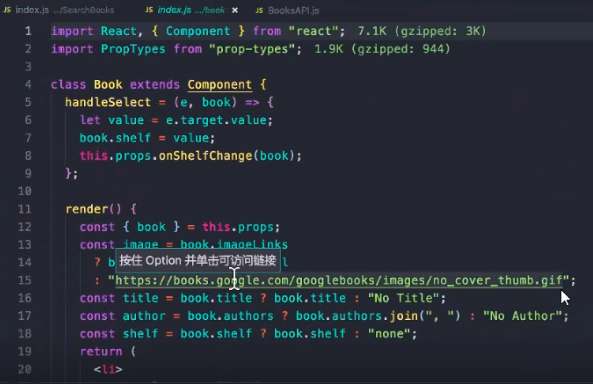 index.js .../SearchBooks index.js .../book × BooksAPI.js
1 import React, { Component } from "react"; 7.1K (gzipped: 3K)
2 import PropTypes from "prop-types"; 1.9K (gzipped: 944)
3
4 class Book extends Component {
5 handleSelect = (e, book) => {
6 let value = e.target.value;
7 book.shelf = value;
8 this.props.onShelfChange(book);
9 };
10
11 render() {
12 const { book } = this.props;
13 const image = book.imageLinks
按住 Option 并单击可访问链接
14 ? b l
15 : "https://books.google.com/googlebooks/images/no_cover_thumb.gif";
16 const title = book.title ? book.title : "No Title";
17 const author = book.authors ? book.authors.join(", ") : "No Author";
18 const shelf = book.shelf ? book.shelf : "none";
19 return (
20 <li>